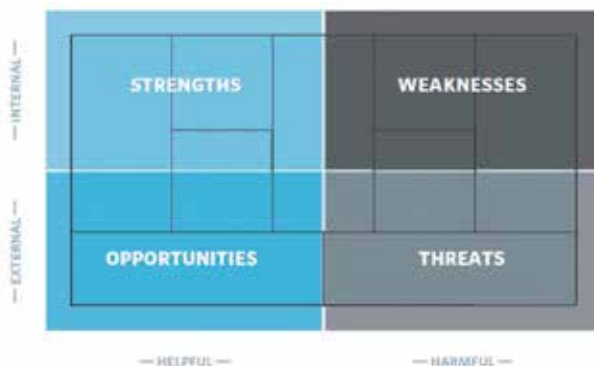 — INTERNAL —
STRENGTHS
WEAKNESSES
— EXTERNAL —
OPPORTUNITIES
THREATS
— HELPFUL —
— HARMFUL —